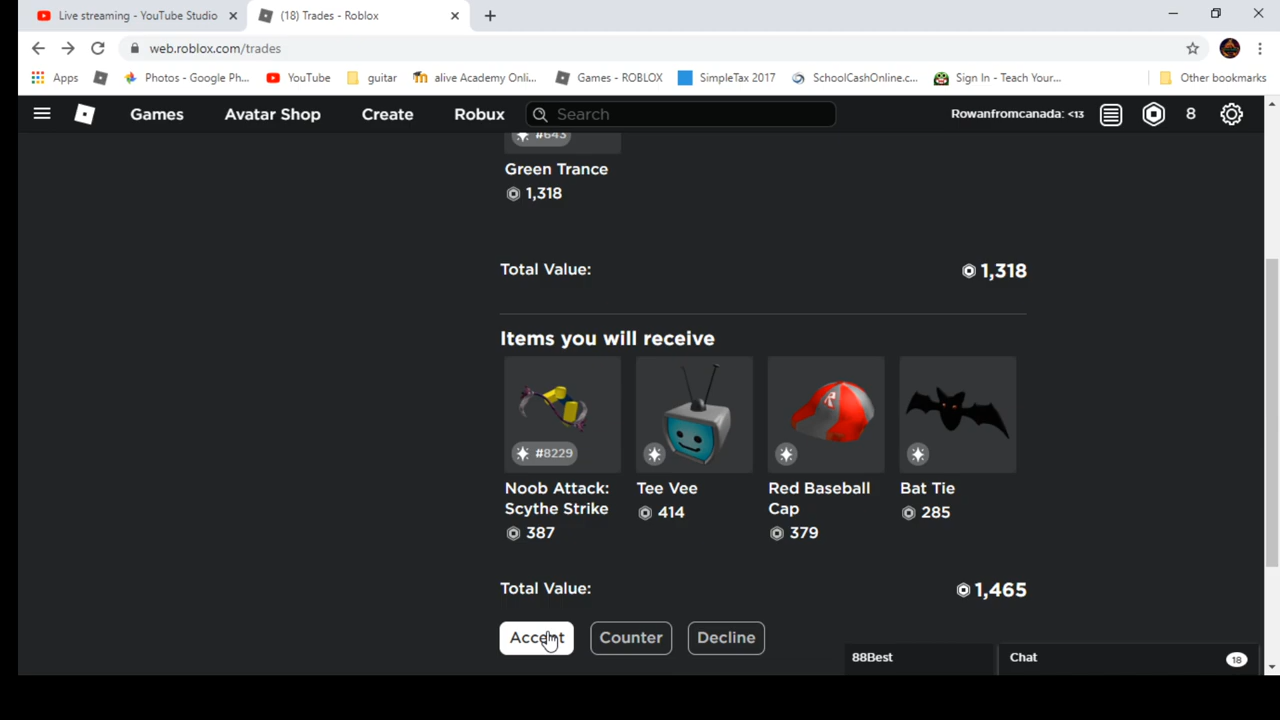 Live streaming - YouTube Studio
(18) Trades - Roblox
web.roblox.com/trades
Apps Photos - Google Ph... YouTube guitar alive Academy Onli... Games - ROBLOX SimpleTax 2017 SchoolCashOnline.c... Sign In - Teach Your... Other bookmarks
Games Avatar Shop Create Robux Search Rowanfromcanada: <13 8
#643
Green Trance
1,318
Total Value: 1,318
Items you will receive
#8229
Noob Attack:
Scythe Strike
387
Tee Vee
414
Red Baseball
Cap
379
Bat Tie
285
Total Value: 1,465
Accept Counter Decline
88Best Chat 18